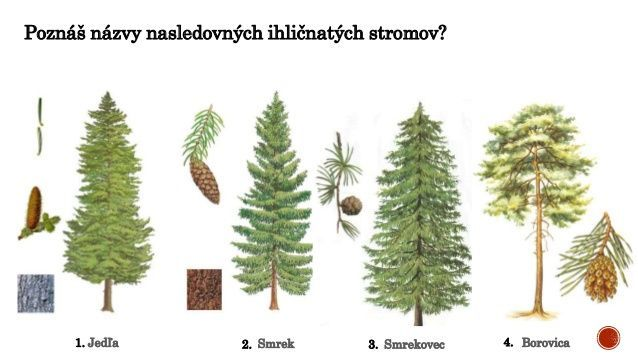 Poznáš názvy nasledovných ihličnatých stromov?
1. Jedľa
2. Smrek
3. Smrekovec
4. Borovica